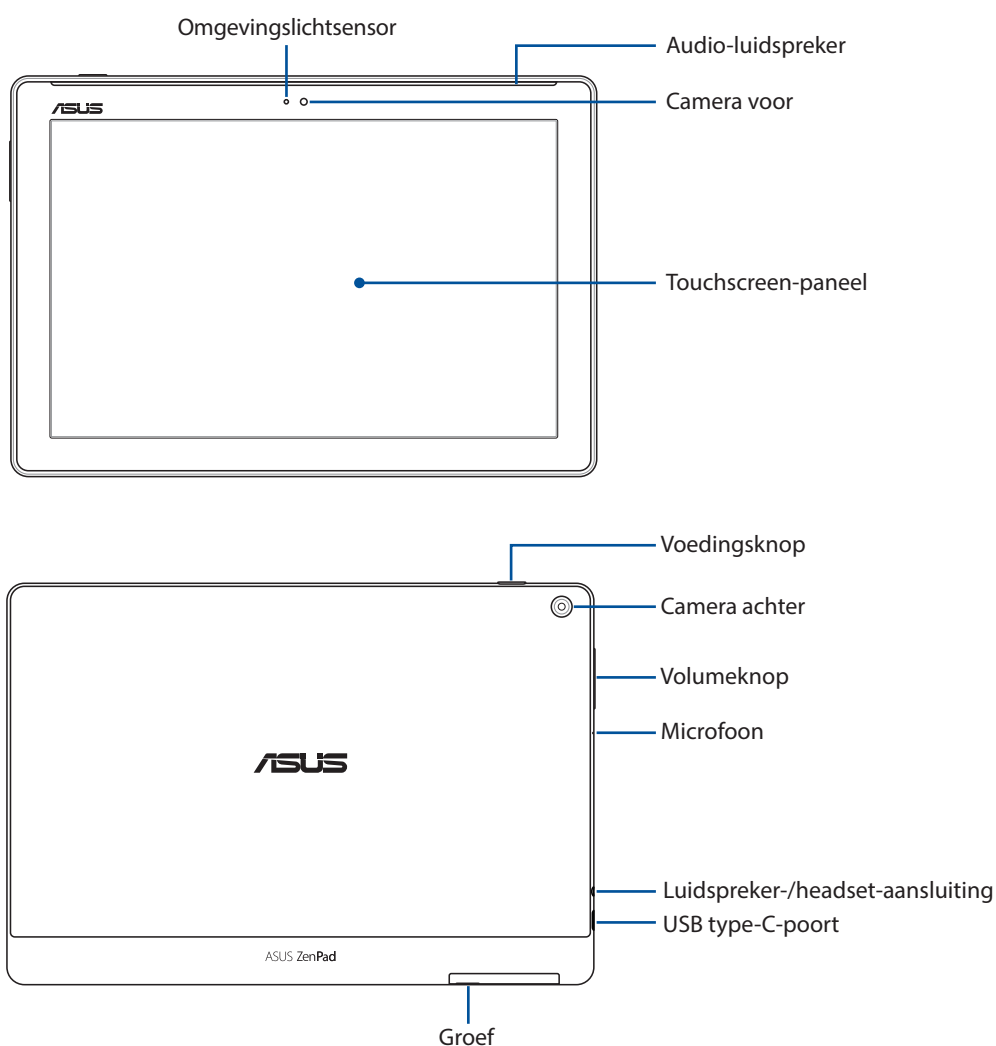 Omgevingslichtsensor
Audio-luidspreker
Camera voor
ASUS
Touchscreen-paneel
Voedingsknop
Camera achter
Volumeknop
Microfoon
ASUS
Luidspreker-/headset-aansluiting
USB type-C-poort
ASUS ZenPad
Groef